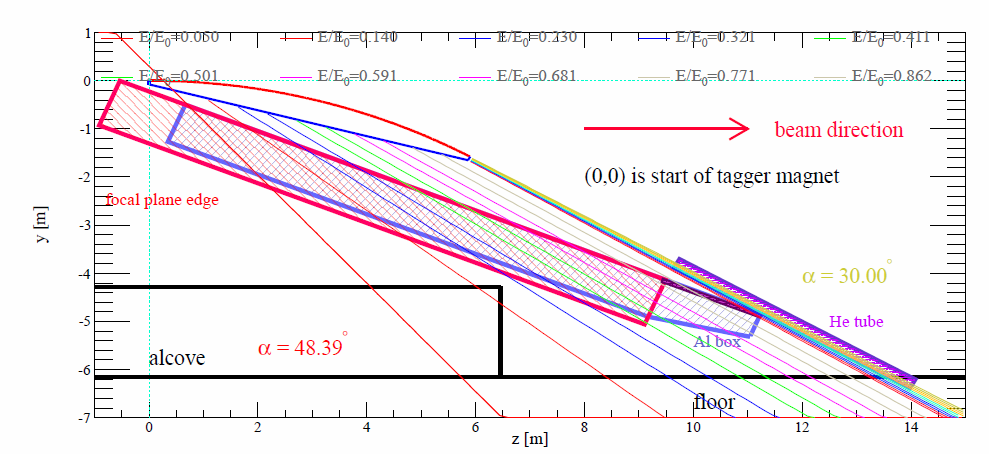 E/E0=0.050 E/E0=0.140 E/E0=0.230 E/E0=0.321 E/E0=0.411
E/E0=0.501 E/E0=0.591 E/E0=0.681 E/E0=0.771 E/E0=0.862
1
0
-1
-2
-3
-4
-5
-6
-7
y [m]
beam direction
(0,0) is start of tagger magnet
focal plane edge
α = 30.00°
He tube
Al box
α = 48.39°
alcove
floor
0 2 4 6 8 10 12 14
z [m]